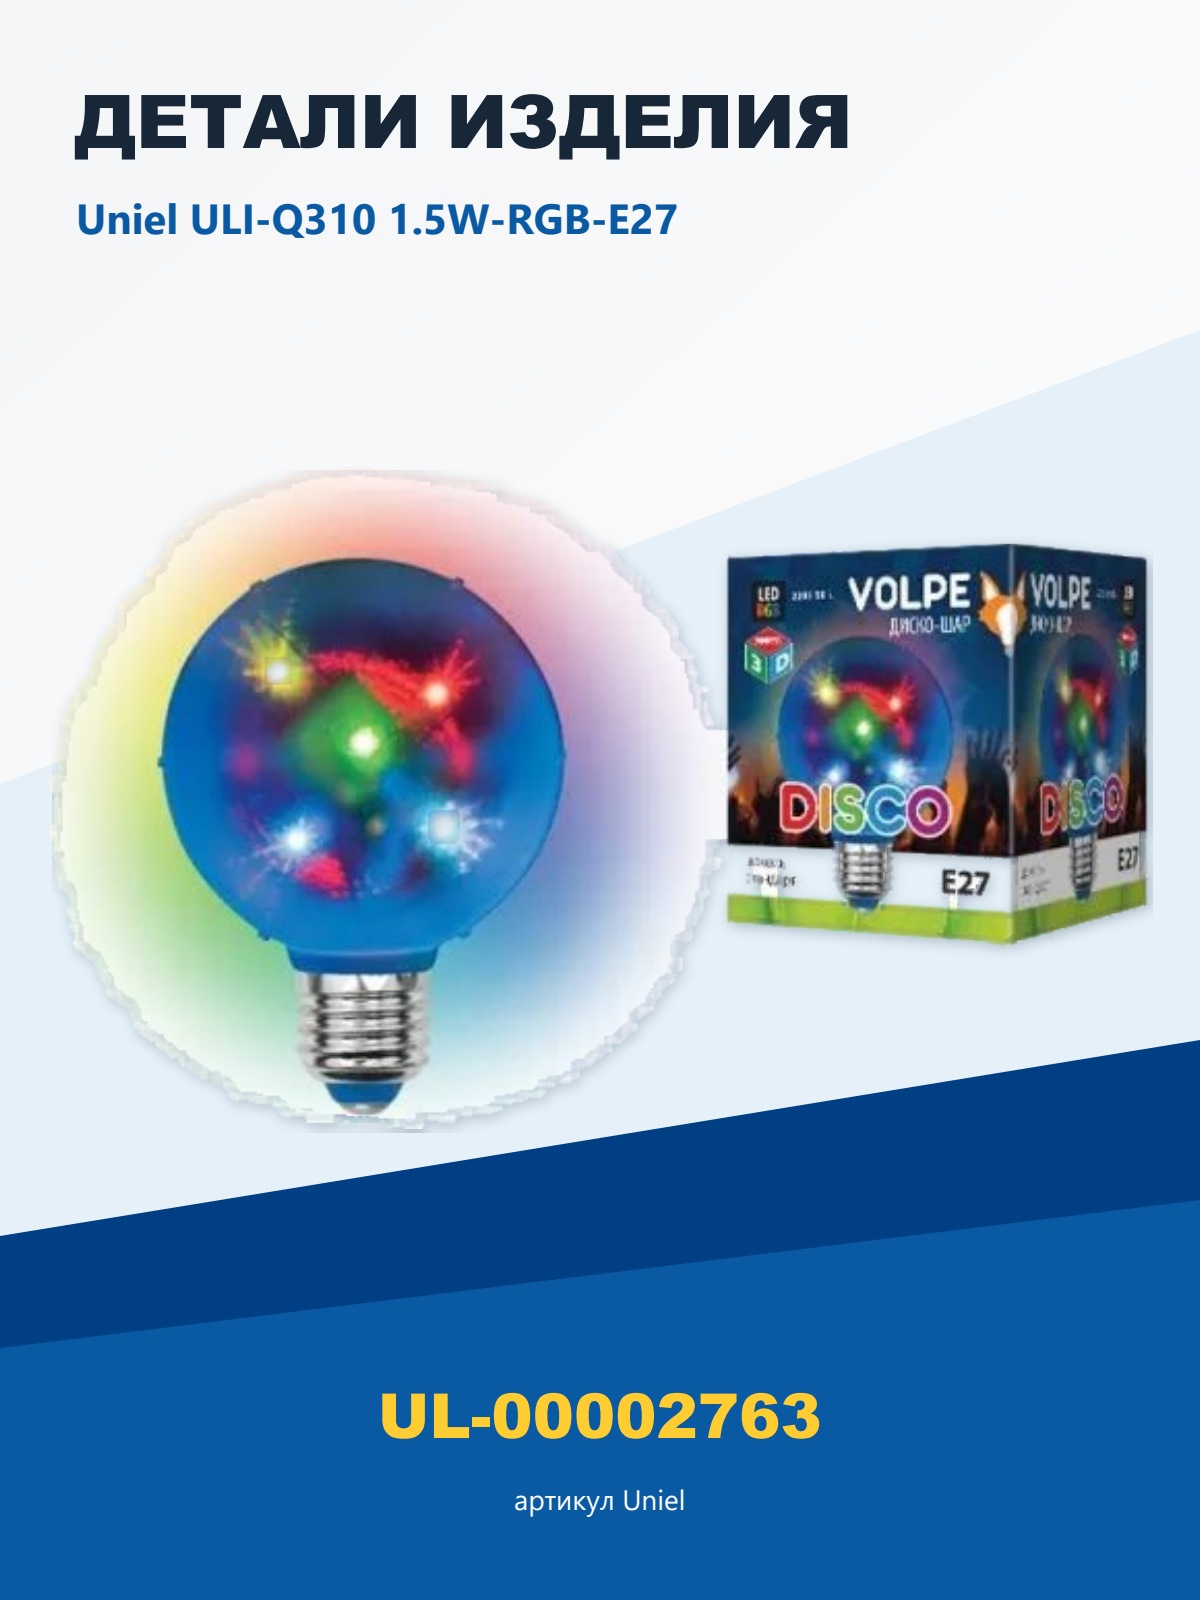 ДЕТАЛИ ИЗДЕЛИЯ
Uniel ULI-Q310 1.5W-RGB-E27
LED
RGB
VOLPE
ДИСКО-ШАР
3 D
DISCO
E27
VOLPE
DISCO
E27
UL-00002763
артикул Uniel